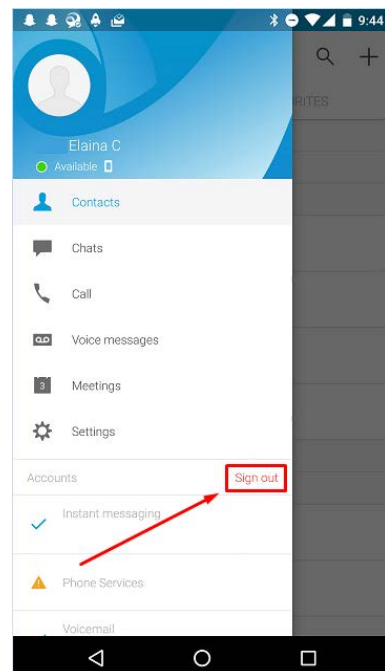 9:44
RITES
Elaina C
Available
Contacts
Chats
Call
Voice messages
3 Meetings
Settings
Accounts Sign out
Instant messaging
Phone Services
Voicemail